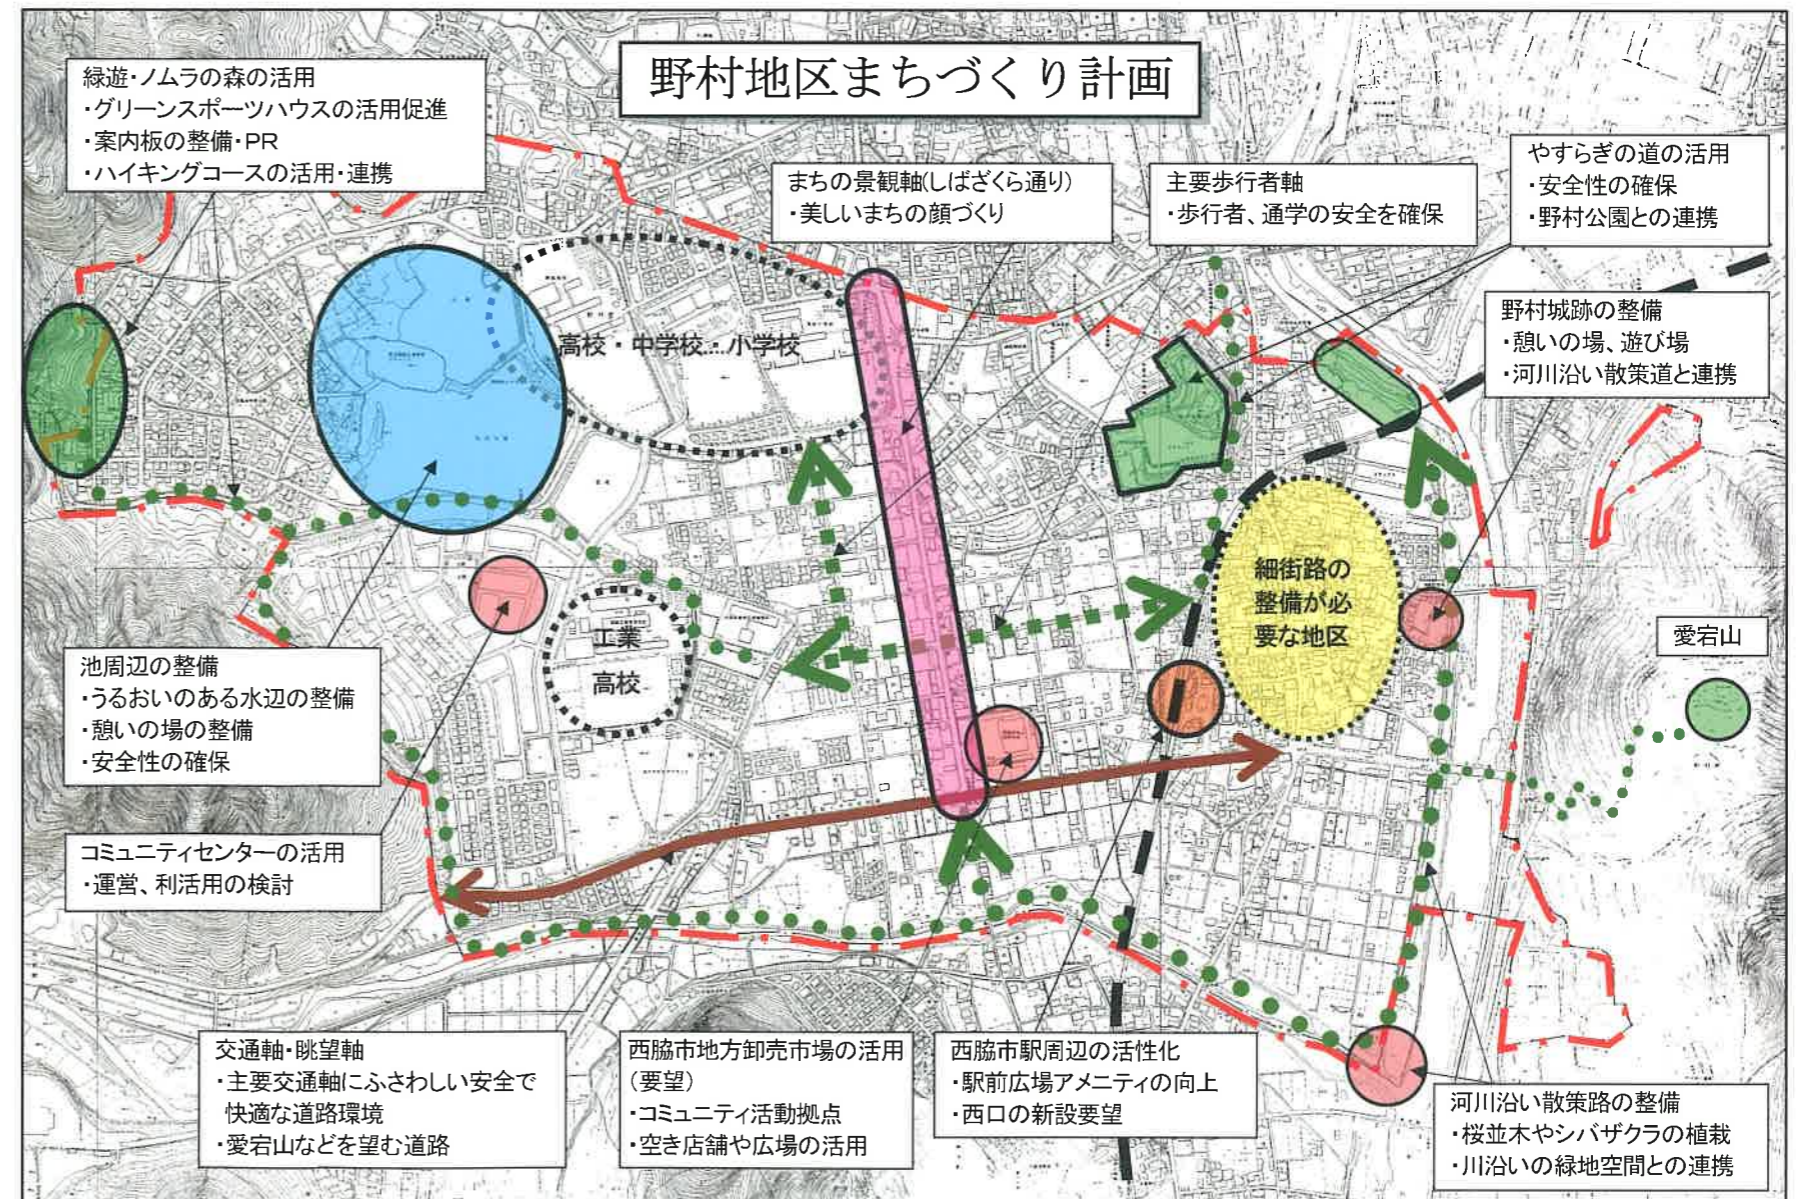 野村地区まちづくり計画
緑遊・ノムラの森の活用
・グリーンスポーツハウスの活用促進
・案内板の整備・PR
・ハイキングコースの活用・連携
まちの景観軸(しばざくら通り)
・美しいまちの顔づくり
主要歩行者軸
・歩行者、通学の安全を確保
やすらぎの道の活用
・安全性の確保
・野村公園との連携
野村城跡の整備
・憩いの場、遊び場
・河川沿い散策道と連携
高校・中学校・小学校
細街路の
整備が必
要な地区
工業
高校
愛宕山
池周辺の整備
・うるおいのある水辺の整備
・憩いの場の整備
・安全性の確保
コミュニティセンターの活用
・運営、利活用の検討
交通軸・眺望軸
・主要交通軸にふさわしい安全で
快適な道路環境
・愛宕山などを望む道路
西脇市地方卸売市場の活用
(要望)
・コミュニティ活動拠点
・空き店舗や広場の活用
西脇市駅周辺の活性化
・駅前広場アメニティの向上
・西口の新設要望
河川沿い散策路の整備
・桜並木やシバザクラの植栽
・川沿いの緑地空間との連携